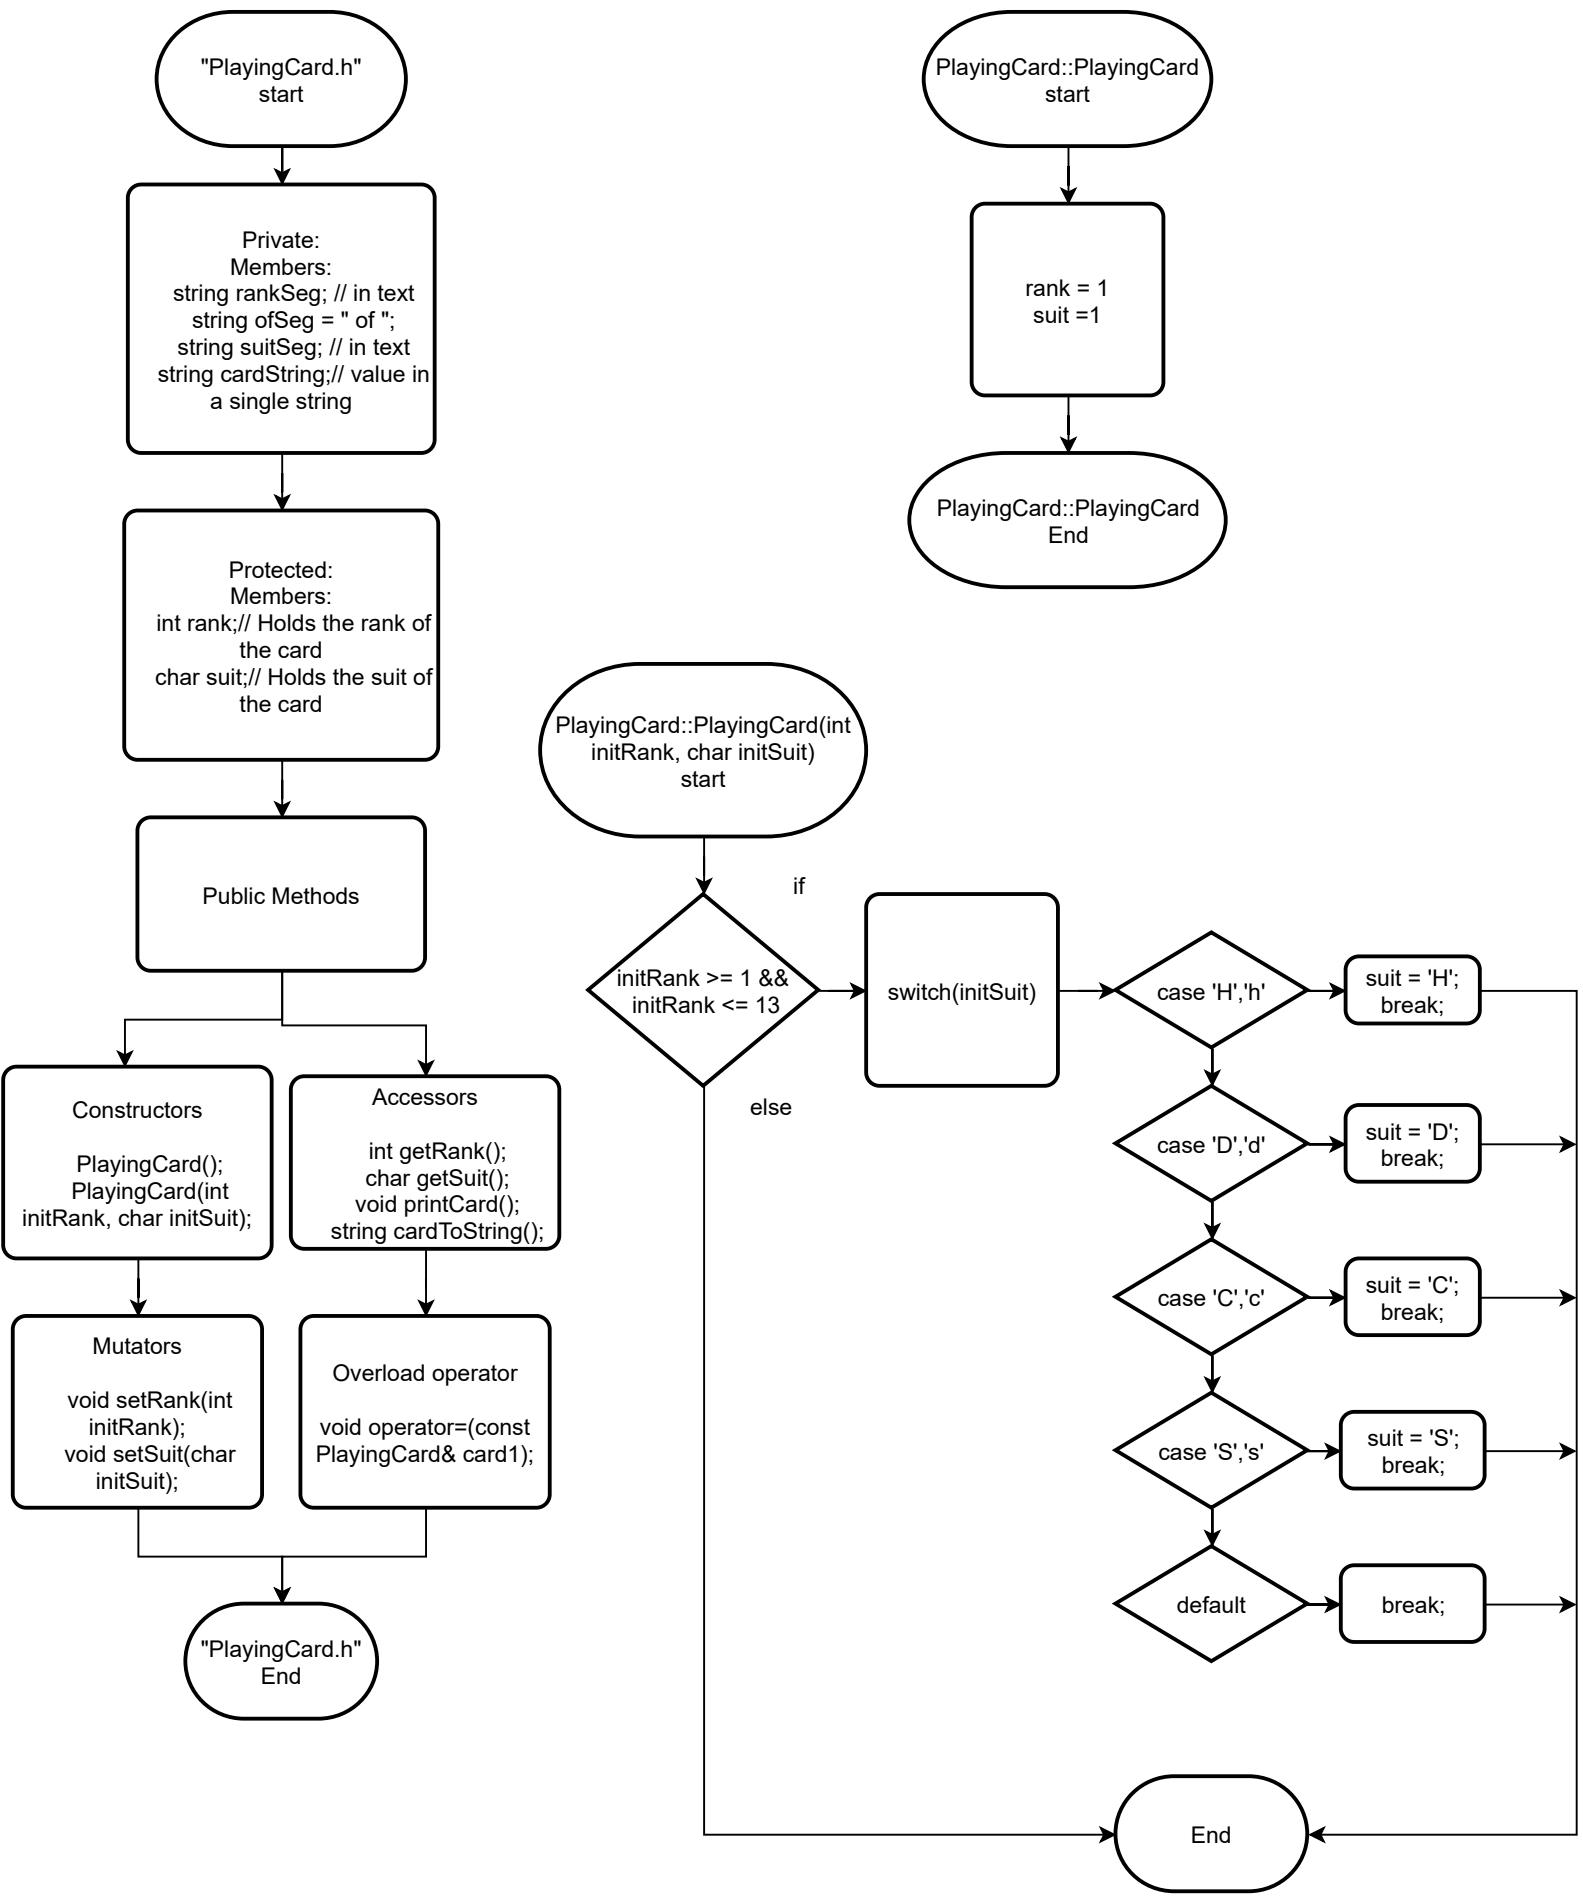 "PlayingCard.h"
start
Private:
Members:
string rankSeg; // in text
string ofSeg = " of ";
string suitSeg; // in text
string cardString;// value in
a single string
Protected:
Members:
int rank;// Holds the rank of
the card
char suit;// Holds the suit of
the card
Public Methods
Constructors
PlayingCard();
PlayingCard(int
initRank, char initSuit);
Accessors
int getRank();
char getSuit();
void printCard();
string cardToString();
Mutators
void setRank(int
initRank);
void setSuit(char
initSuit);
Overload operator
void operator=(const
PlayingCard& card1);
"PlayingCard.h"
End
PlayingCard::PlayingCard
start
rank = 1
suit =1
PlayingCard::PlayingCard
End
PlayingCard::PlayingCard(int
initRank, char initSuit)
start
if
initRank >= 1 &&
initRank <= 13
else
switch(initSuit)
case 'H','h'
suit = 'H';
break;
case 'D','d'
suit = 'D';
break;
case 'C','c'
suit = 'C';
break;
case 'S','s'
suit = 'S';
break;
default
break;
End